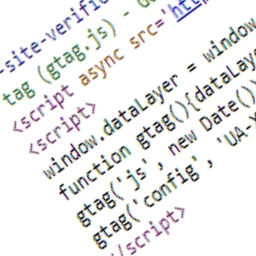 -site-verific
tag (gtag.js) - G
<script async src='http
<script>
window.dataLayer = window
function gtag(){dataLaye
gtag('js', new Date()
gtag('config', 'UA-X
</script>